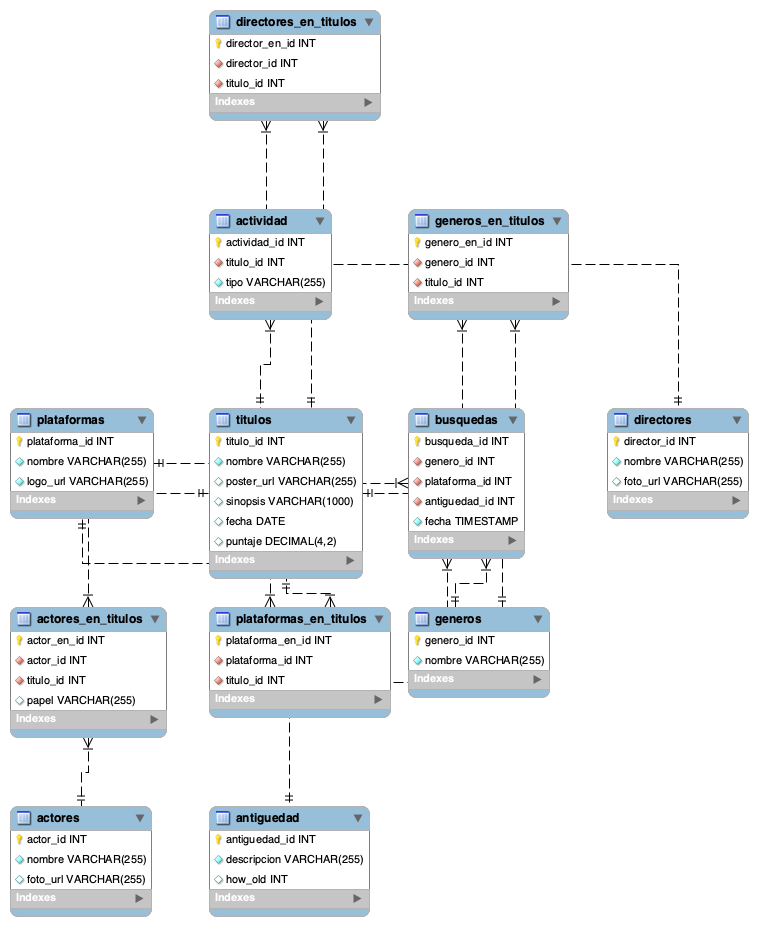 directores_en_titulos
director_en_id INT
director_id INT
titulo_id INT
Indexes
actividad
actividad_id INT
titulo_id INT
tipo VARCHAR(255)
Indexes
generos_en_titulos
genero_en_id INT
genero_id INT
titulo_id INT
Indexes
plataformas
plataforma_id INT
nombre VARCHAR(255)
logo_url VARCHAR(255)
Indexes
titulos
titulo_id INT
nombre VARCHAR(255)
poster_url VARCHAR(255)
sinopsis VARCHAR(1000)
fecha DATE
puntaje DECIMAL(4,2)
Indexes
busquedas
busqueda_id INT
genero_id INT
plataforma_id INT
antiguedad_id INT
fecha TIMESTAMP
Indexes
directores
director_id INT
nombre VARCHAR(255)
foto_url VARCHAR(255)
Indexes
actores_en_titulos
actor_en_id INT
actor_id INT
titulo_id INT
papel VARCHAR(255)
Indexes
plataformas_en_titulos
plataforma_en_id INT
plataforma_id INT
titulo_id INT
Indexes
generos
genero_id INT
nombre VARCHAR(255)
Indexes
actores
actor_id INT
nombre VARCHAR(255)
foto_url VARCHAR(255)
Indexes
antiguedad
antiguedad_id INT
descripcion VARCHAR(255)
how_old INT
Indexes